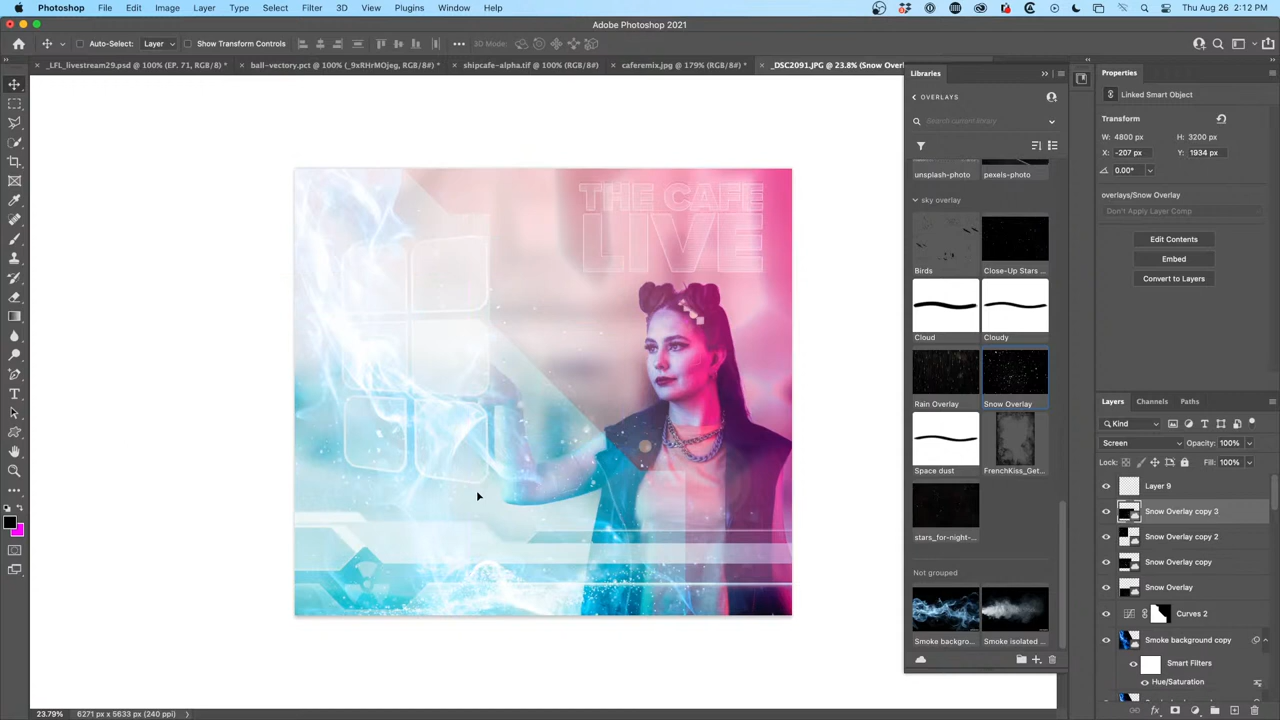 Photoshop File Edit Image Layer Type Select Filter 3D View Plugins Window Help
Thu Aug 26 2:12 PM
Adobe Photoshop 2021
Auto-Select: Layer Show Transform Controls 3D Mode:
_LFL_livestream29.psd @ 100% (EP. 71, RGB/8) *
ball-vectory.pct @ 100% (_9xRHrMOjeg, RGB/8#) *
shipcafe-alpha.tif @ 100% (RGB/8#)
caferemix.jpg @ 179% (RGB/8#) *
_DSC2091.JPG @ 23.8% (Snow Overl
Libraries
OVERLAYS
Search current library
unsplash-photo pexels-photo
sky overlay
Birds Close-Up Stars ...
Cloud Cloudy
Rain Overlay Snow Overlay
Space dust FrenchKiss_Get...
stars_for-night-...
Not grouped
Smoke backgro... Smoke isolated ...
Properties
Linked Smart Object
Transform
W: 4800 px H: 3200 px
X: -207 px Y: 1934 px
0.00°
overlays/Snow Overlay
Don't Apply Layer Comp
Edit Contents
Embed
Convert to Layers
Layers Channels Paths
Kind
Screen Opacity: 100%
Lock: Fill: 100%
Layer 9
Snow Overlay copy 3
Snow Overlay copy 2
Snow Overlay copy
Snow Overlay
Curves 2
Smoke background copy
Smart Filters
Hue/Saturation
THE CAFE
LIVE
23.79% 6271 px x 5633 px (240 ppi)